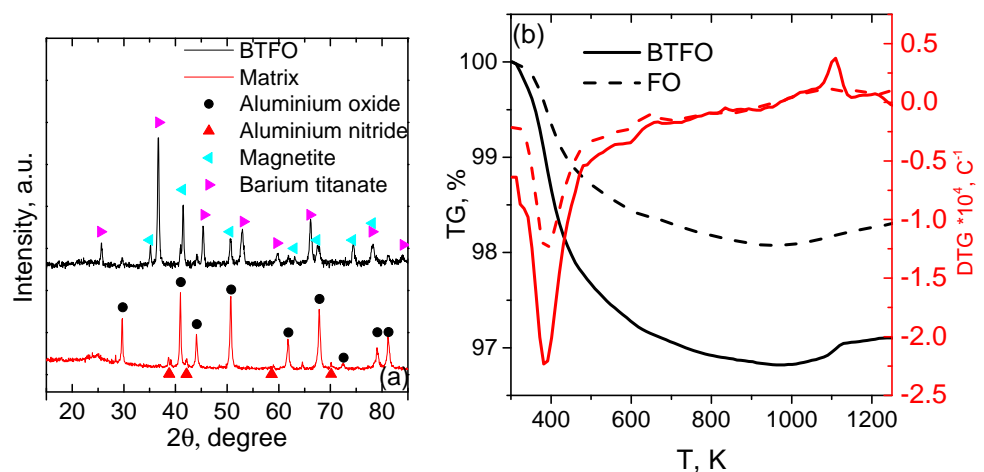 BTFO
Matrix
Aluminium oxide
Aluminium nitride
Magnetite
Barium titanate
Intensity, a.u.
(a)
20 30 40 50 60 70 80
2θ, degree
(b)
BTFO
FO
100
99
98
97
TG, %
0.5
0.0
-0.5
-1.0
-1.5
-2.0
-2.5
DTG *10⁴, C⁻¹
400 600 800 1000 1200
T, K